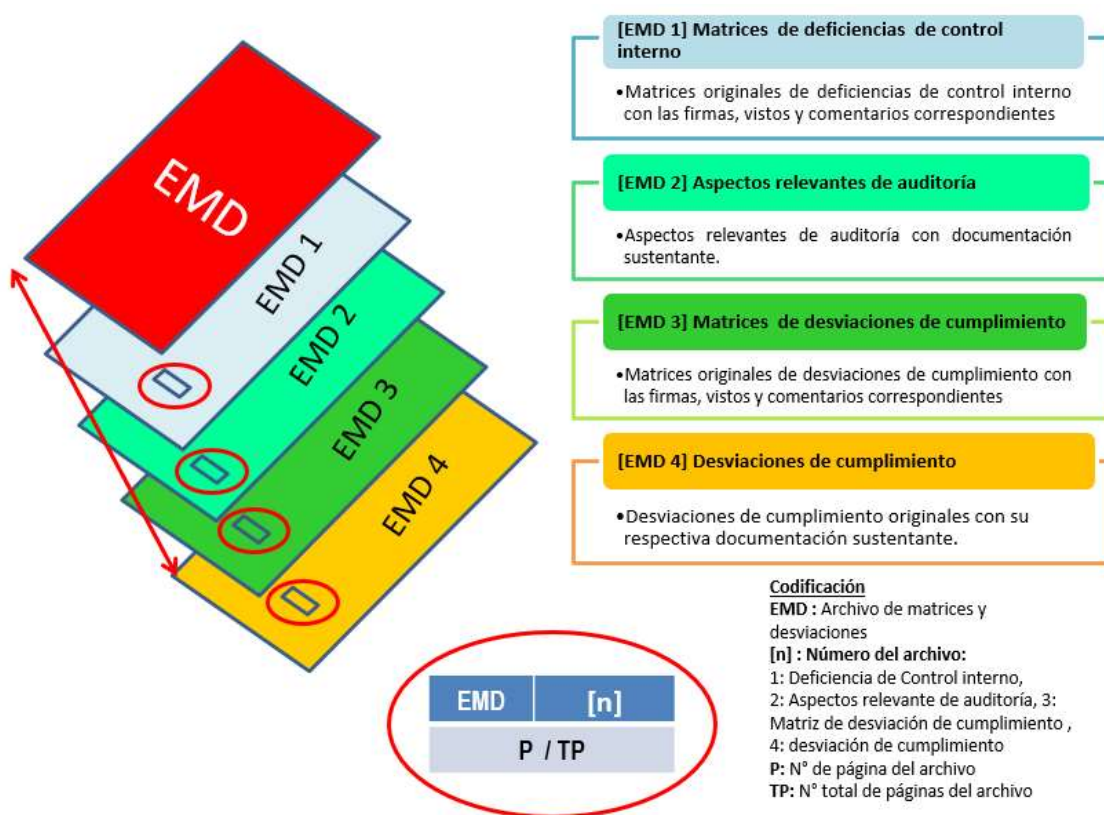 EMD
EMD 1
EMD 2
EMD 3
EMD 4
[EMD 1] Matrices de deficiencias de control
interno
•Matrices originales de deficiencias de control interno
con las firmas, vistos y comentarios correspondientes
[EMD 2] Aspectos relevantes de auditoría
•Aspectos relevantes de auditoría con documentación
sustentante.
[EMD 3] Matrices de desviaciones de cumplimiento
•Matrices originales de desviaciones de cumplimiento con
las firmas, vistos y comentarios correspondientes
[EMD 4] Desviaciones de cumplimiento
•Desviaciones de cumplimiento originales con su
respectiva documentación sustentante.
EMD [n]
P / TP
Codificación
EMD : Archivo de matrices y
desviaciones
[n] : Número del archivo:
1: Deficiencia de Control interno,
2: Aspectos relevante de auditoría, 3:
Matriz de desviación de cumplimiento ,
4: desviación de cumplimiento
P: N° de página del archivo
TP: N° total de páginas del archivo